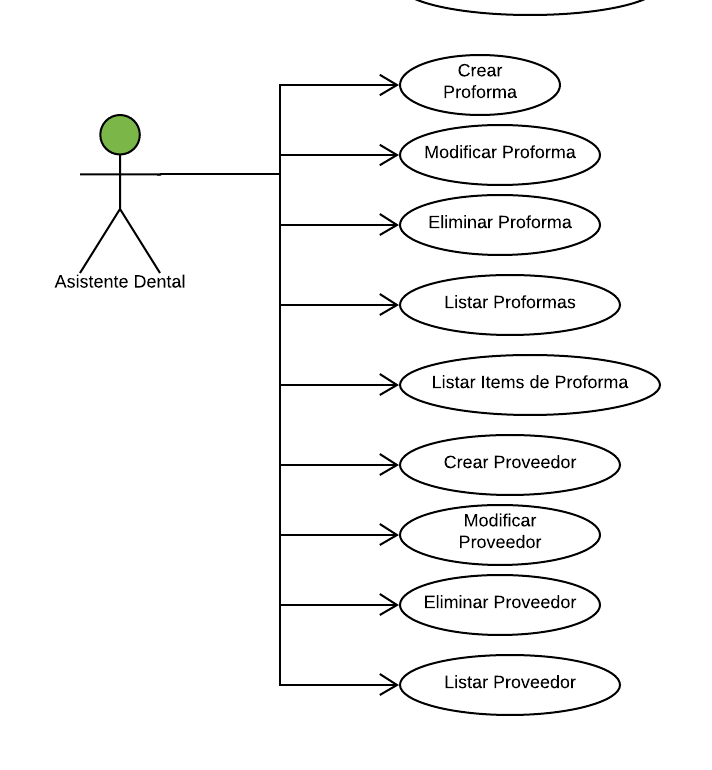 Crear
Proforma
Modificar Proforma
Eliminar Proforma
Asistente Dental
Listar Proformas
Listar Items de Proforma
Crear Proveedor
Modificar
Proveedor
Eliminar Proveedor
Listar Proveedor